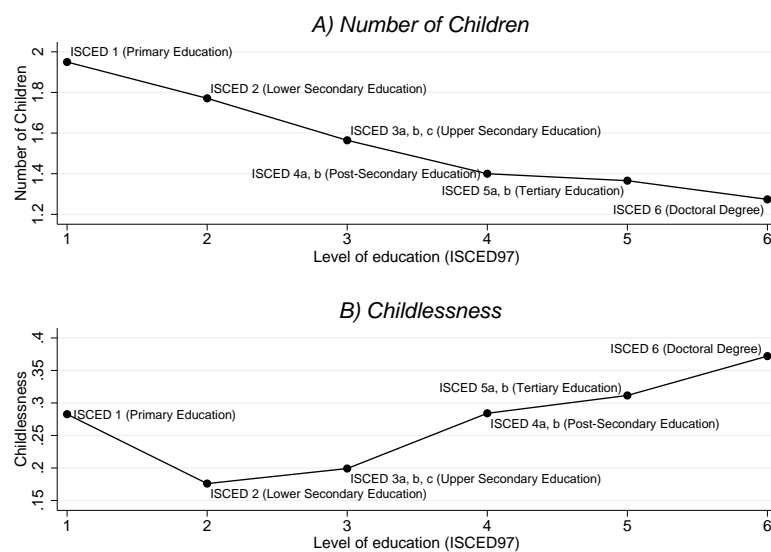 A) Number of Children
Number of Children
2
1.8
1.6
1.4
1.2
ISCED 1 (Primary Education)
ISCED 2 (Lower Secondary Education)
ISCED 3a, b, c (Upper Secondary Education)
ISCED 4a, b (Post-Secondary Education)
ISCED 5a, b (Tertiary Education)
ISCED 6 (Doctoral Degree)
1 2 3 4 5 6
Level of education (ISCED97)
B) Childlessness
Childlessness
.4
.35
.3
.25
.2
.15
ISCED 6 (Doctoral Degree)
ISCED 5a, b (Tertiary Education)
ISCED 1 (Primary Education)
ISCED 4a, b (Post-Secondary Education)
ISCED 3a, b, c (Upper Secondary Education)
ISCED 2 (Lower Secondary Education)
1 2 3 4 5 6
Level of education (ISCED97)